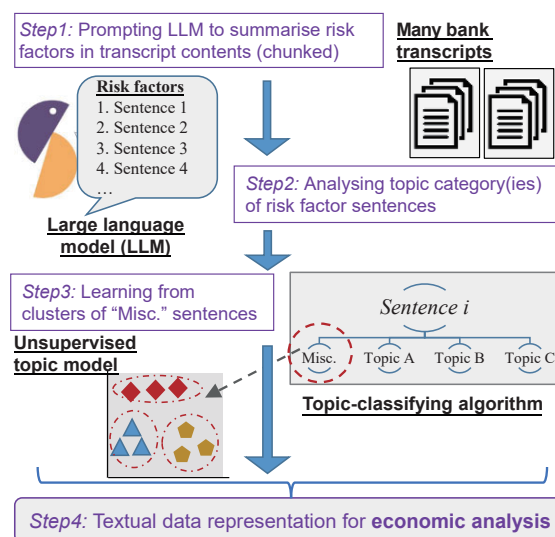 Step1: Prompting LLM to summarise risk
factors in transcript contents (chunked)
Many bank
transcripts
Risk factors
1. Sentence 1
2. Sentence 2
3. Sentence 3
4. Sentence 4
…
Large language
model (LLM)
Step2: Analysing topic category(ies)
of risk factor sentences
Step3: Learning from
clusters of “Misc.” sentences
Sentence i
Misc.
Topic A
Topic B
Topic C
Unsupervised
topic model
Topic-classifying algorithm
Step4: Textual data representation for economic analysis